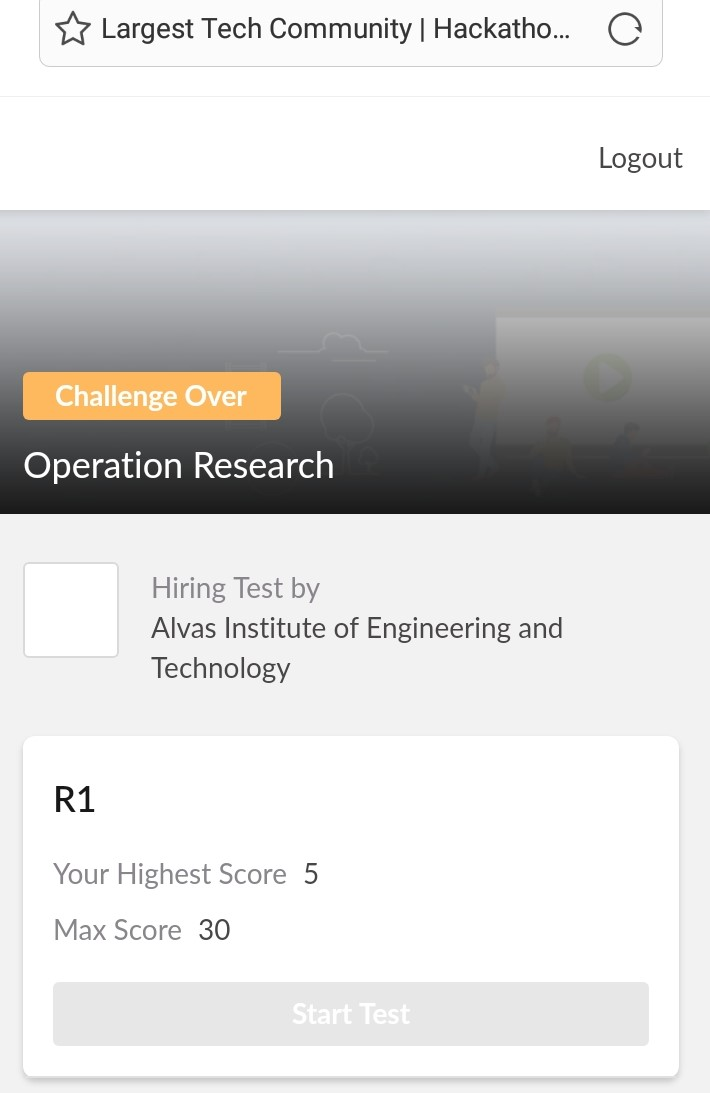 Largest Tech Community | Hackatho...
Logout
Challenge Over
Operation Research
Hiring Test by
Alvas Institute of Engineering and
Technology
R1
Your Highest Score 5
Max Score 30
Start Test